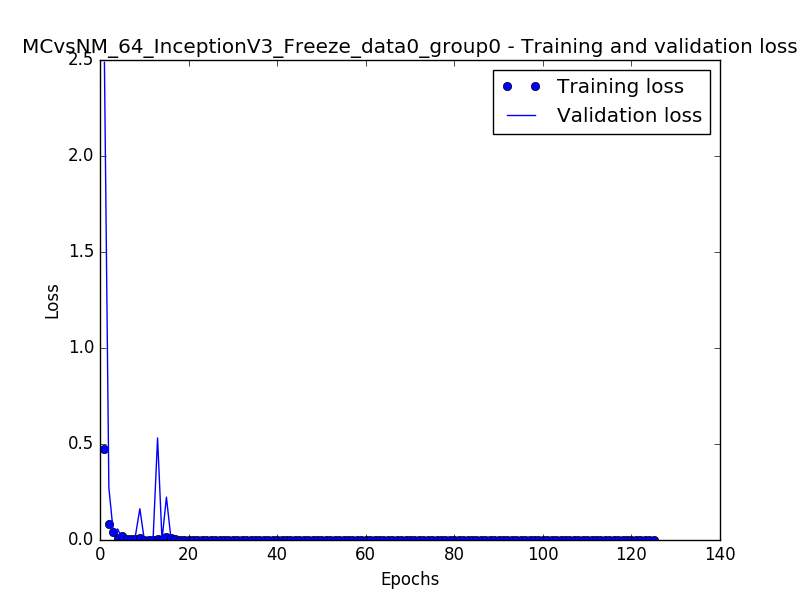 MCvsNM_64_InceptionV3_Freeze_data0_group0 - Training and validation loss
2.5
Training loss
Validation loss
2.0
1.5
Loss
1.0
0.5
0.0
0 20 40 60 80 100 120 140
Epochs